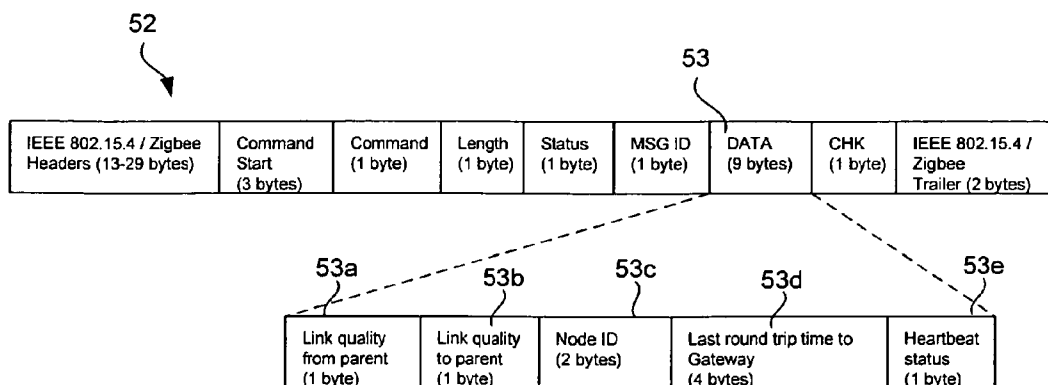 52
53
IEEE 802.15.4 / Zigbee
Headers (13-29 bytes)
Command
Start
(3 bytes)
Command
(1 byte)
Length
(1 byte)
Status
(1 byte)
MSG ID
(1 byte)
DATA
(9 bytes)
CHK
(1 byte)
IEEE 802.15.4 /
Zigbee
Trailer (2 bytes)
53a
53b
53c
53d
53e
Link quality
from parent
(1 byte)
Link quality
to parent
(1 byte)
Node ID
(2 bytes)
Last round trip time to
Gateway
(4 bytes)
Heartbeat
status
(1 byte)